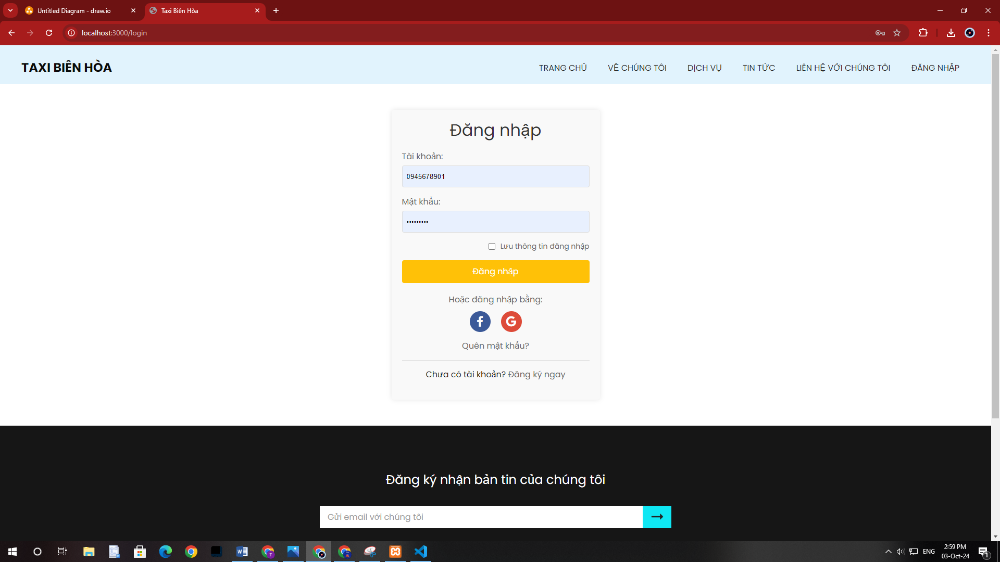 Untitled Diagram - draw.io
Taxi Biên Hòa
localhost:3000/login
TAXI BIÊN HÒA
TRANG CHỦ VỀ CHÚNG TÔI DỊCH VỤ TIN TỨC LIÊN HỆ VỚI CHÚNG TÔI ĐĂNG NHẬP
Đăng nhập
Tài khoản:
0945678901
Mật khẩu:
•••••••••
Lưu thông tin đăng nhập
Đăng nhập
Hoặc đăng nhập bằng:
Quên mật khẩu?
Chưa có tài khoản? Đăng ký ngay
Đăng ký nhận bản tin của chúng tôi
Gửi email với chúng tôi
ENG
2:59 PM
03-Oct-24
1